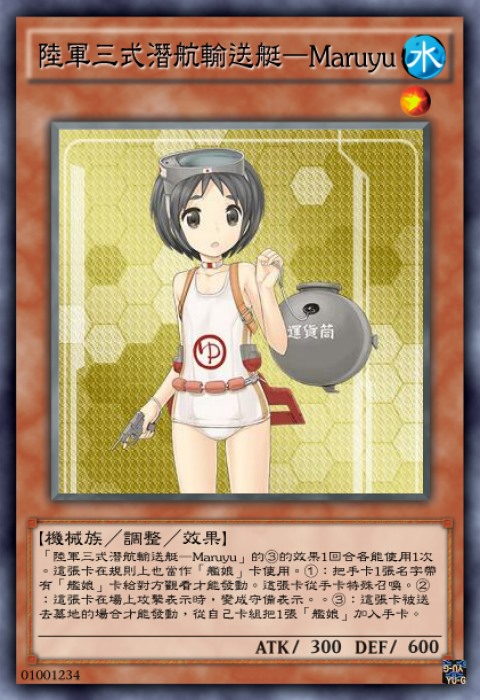 陸軍三式潛航輸送艇—Maruyu
水
運貨筒
【機械族／調整／效果】
「陸軍三式潛航輸送艇—Maruyu」的③的效果1回合各能使用1次
。這張卡在規則上也當作「艦娘」卡使用。①：把手卡1張名字帶
有「艦娘」卡給對方觀看才能發動。這張卡從手卡特殊召喚。②
：這張卡在場上攻擊表示時，變成守備表示。。③：這張卡被送
去墓地的場合才能發動，從自己卡組把1張「艦娘」加入手卡。
ATK/ 300 DEF/ 600
01001234